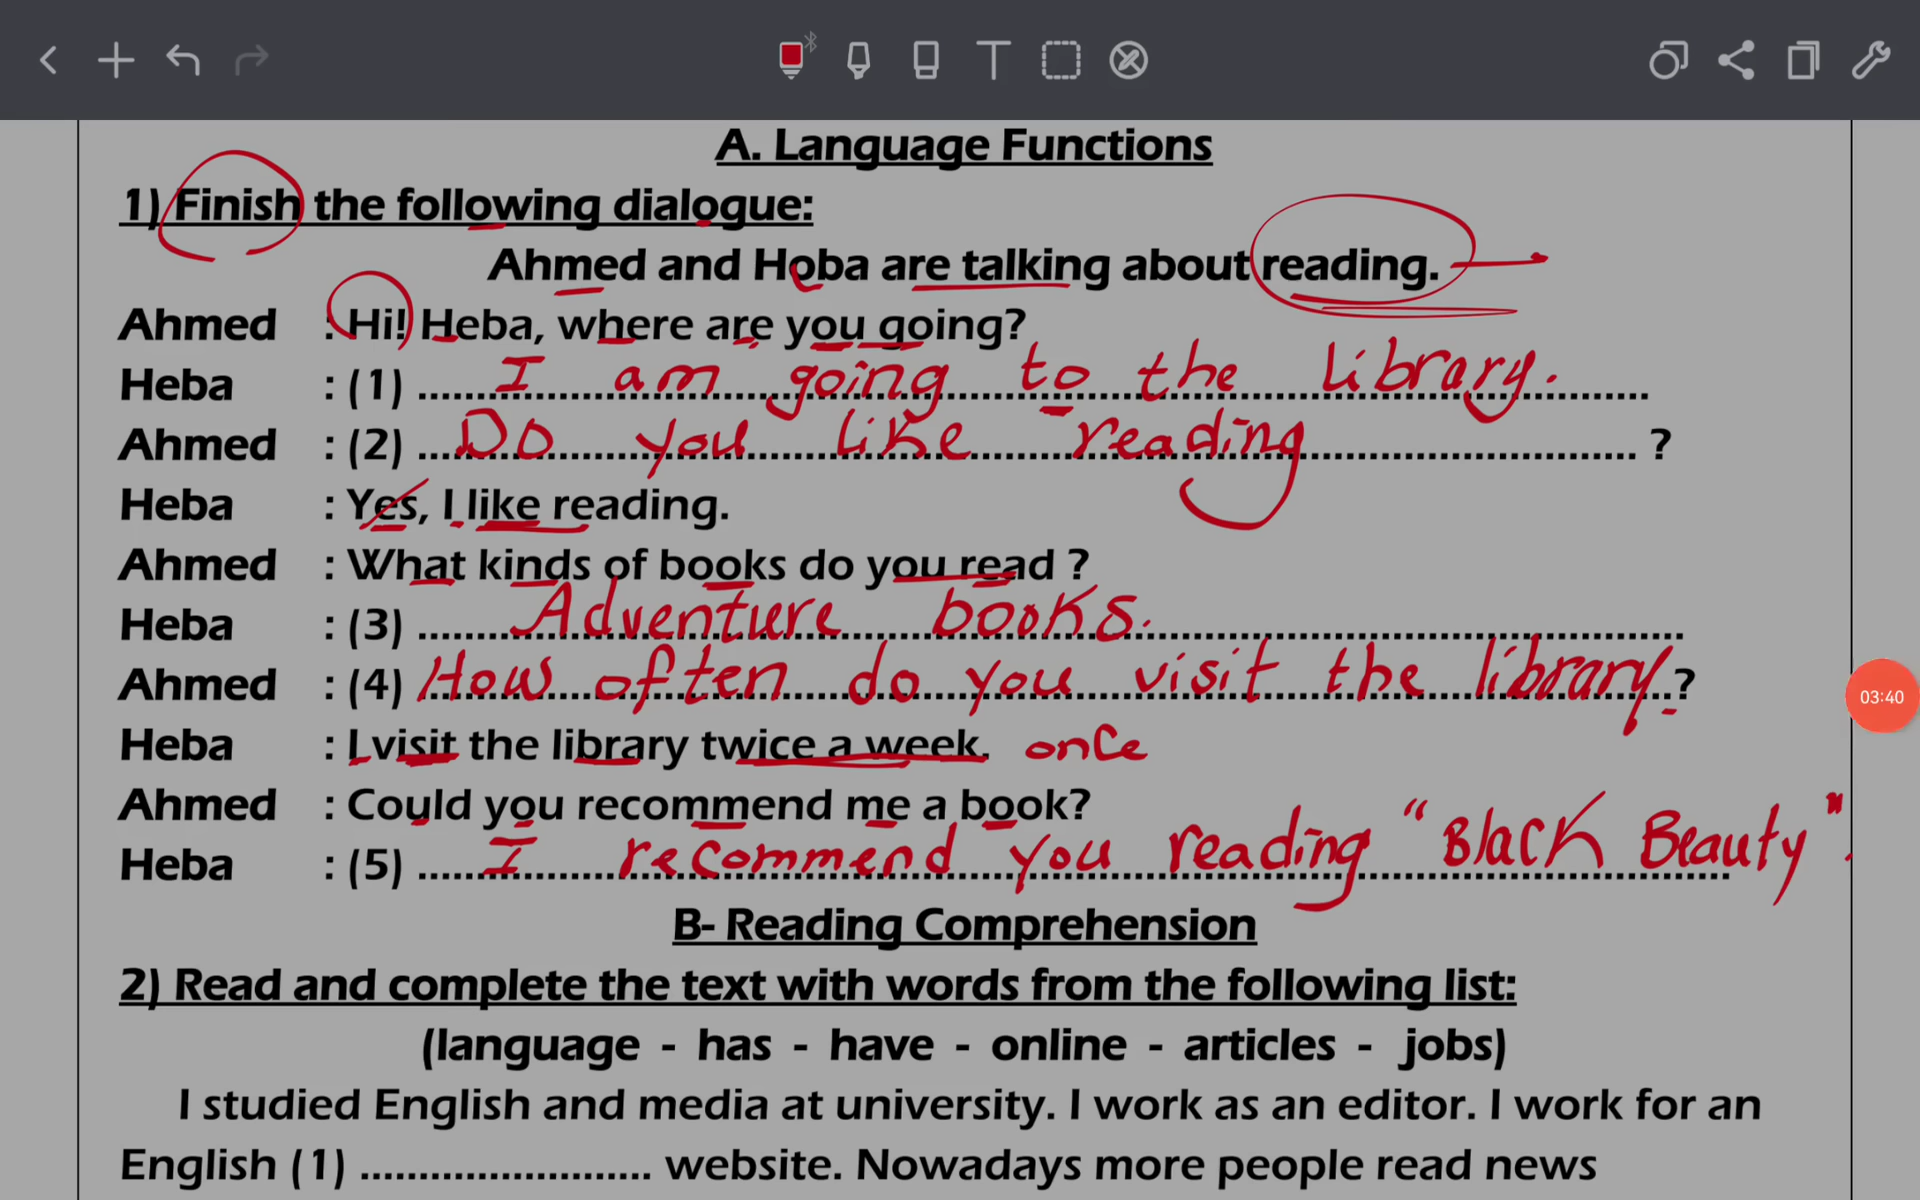 A. Language Functions
1) Finish the following dialogue:
Ahmed and Hoba are talking about reading.
Ahmed : Hi! Heba, where are you going?
Heba : (1) I am going to the library.
Ahmed : (2) Do you like reading ?
Heba : Yes, I like reading.
Ahmed : What kinds of books do you read ?
Heba : (3) Adventure books.
Ahmed : (4) How often do you visit the library ?
Heba : I visit the library twice a week. once
Ahmed : Could you recommend me a book?
Heba : (5) I recommend you reading "Black Beauty".
03:40
B- Reading Comprehension
2) Read and complete the text with words from the following list:
(language - has - have - online - articles - jobs)
I studied English and media at university. I work as an editor. I work for an
English (1) ........................ website. Nowadays more people read news